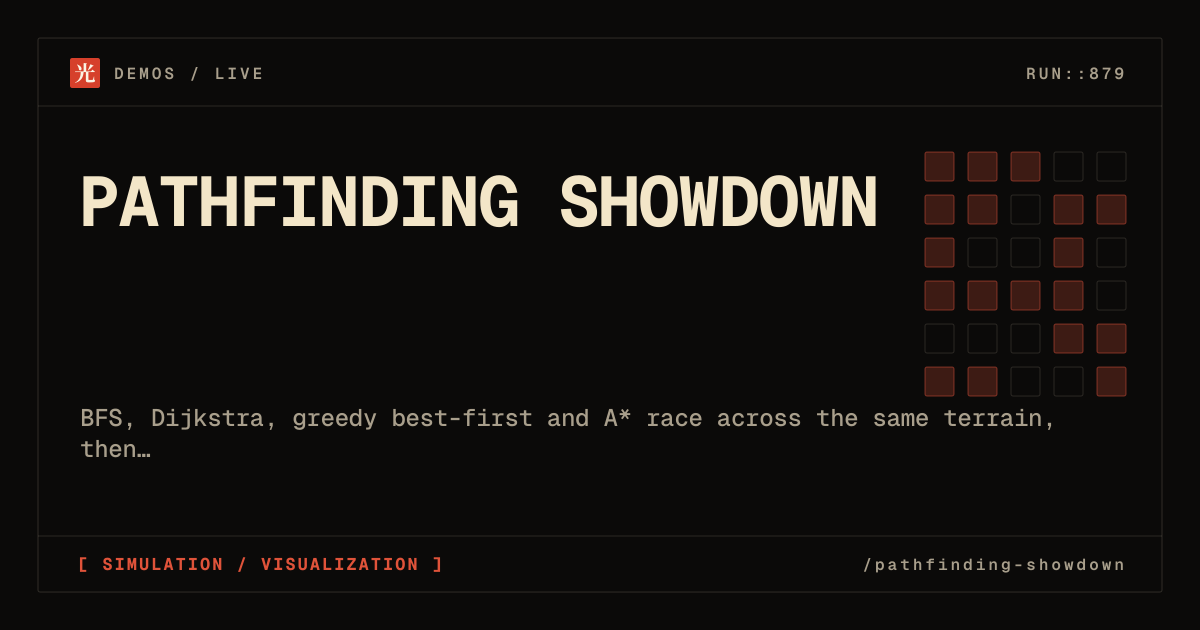 光 DEMOS / LIVE
RUN::879
PATHFINDING SHOWDOWN
BFS, Dijkstra, greedy best-first and A* race across the same terrain,
then…
[ SIMULATION / VISUALIZATION ]
/pathfinding-showdown